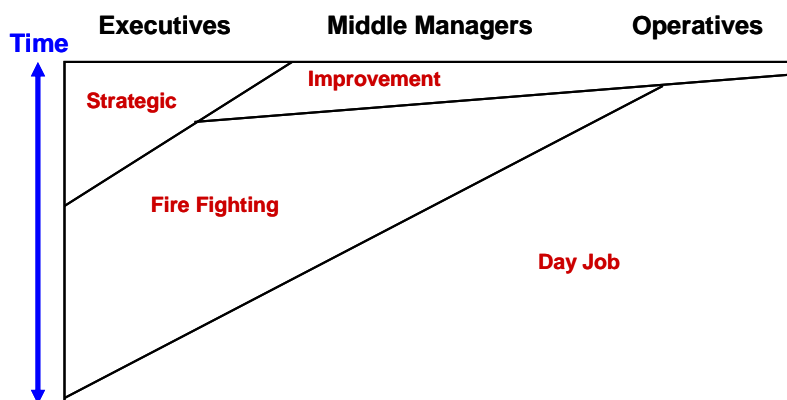 Executives
Middle Managers
Operatives
Time
Improvement
Strategic
Fire Fighting
Day Job